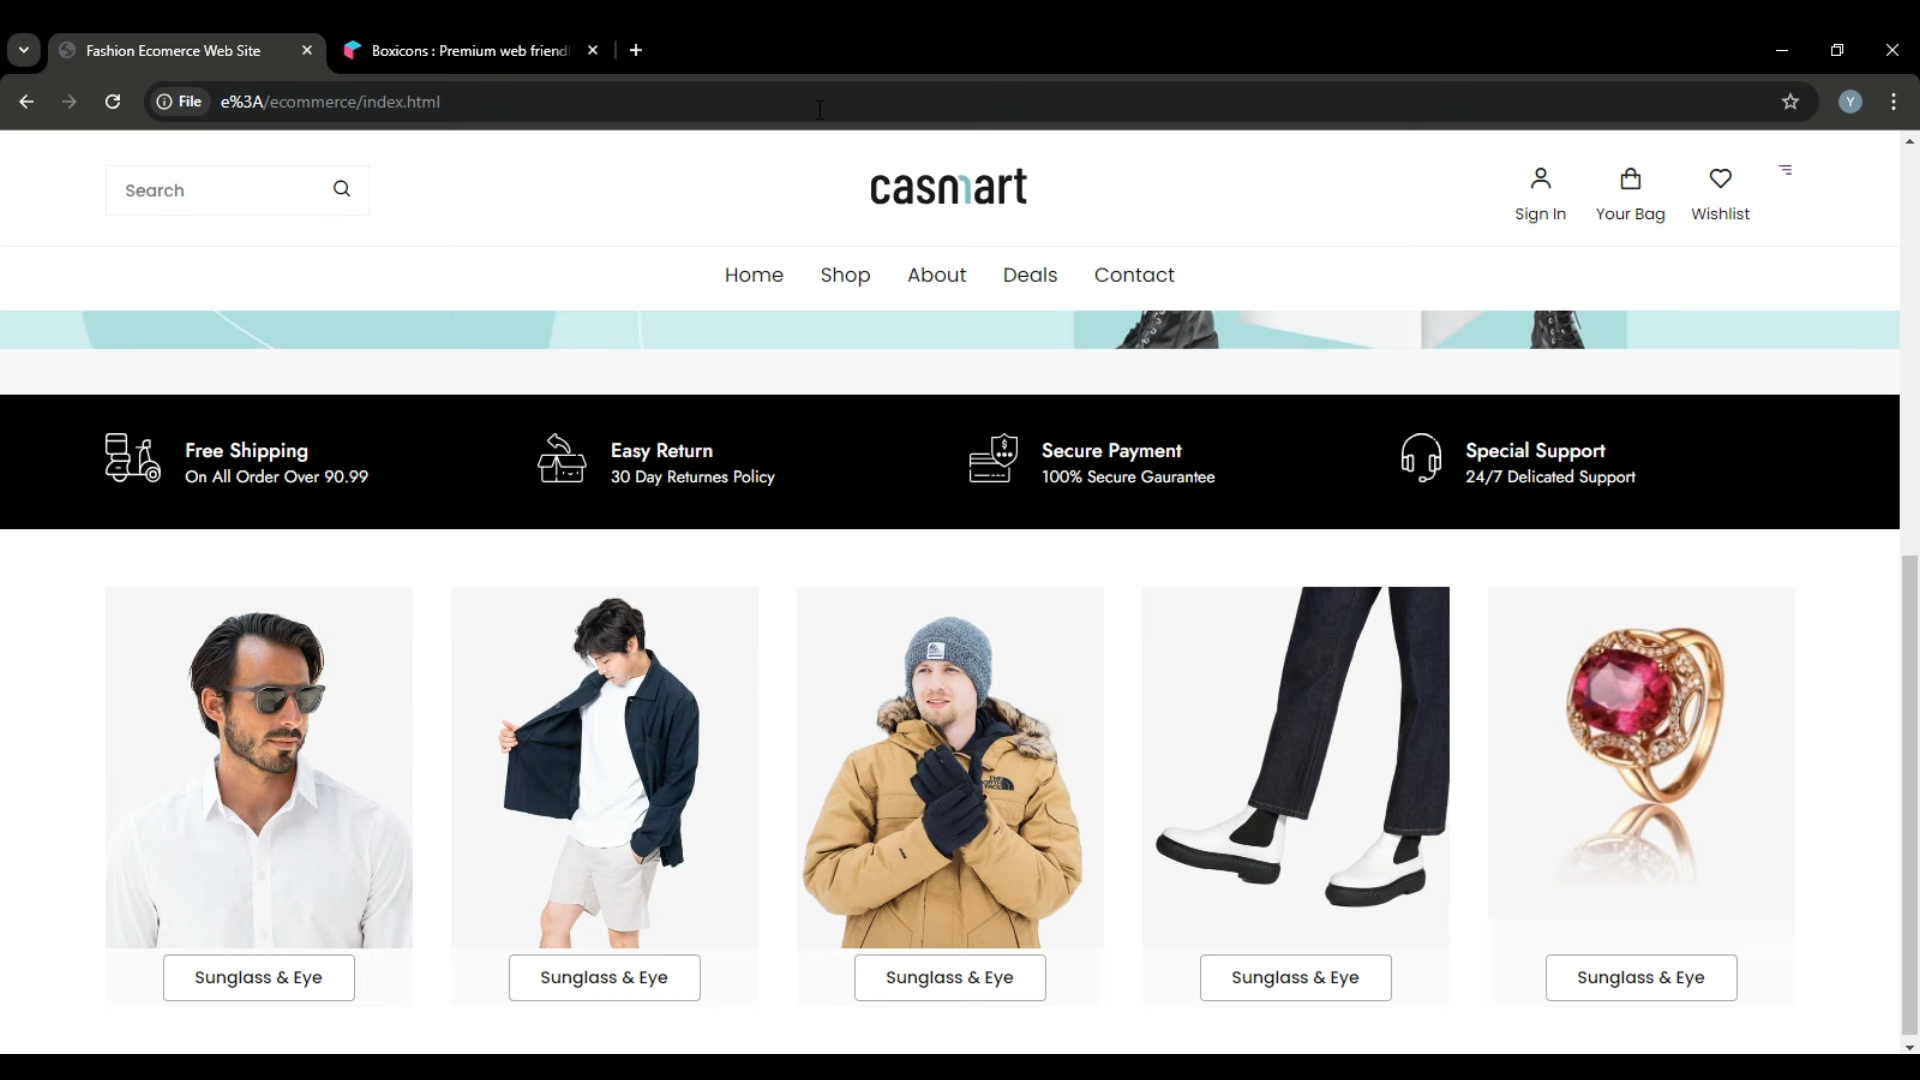 Fashion Ecomerce Web Site
Boxicons : Premium web friend
File e%3A/ecommerce/index.html
Y
Search
casmart
Sign In
Your Bag
Wishlist
Home Shop About Deals Contact
Free Shipping
On All Order Over 90.99
Easy Return
30 Day Returnes Policy
Secure Payment
100% Secure Gaurantee
Special Support
24/7 Delicated Support
THE
NORTH
FACE
Sunglass & Eye
Sunglass & Eye
Sunglass & Eye
Sunglass & Eye
Sunglass & Eye